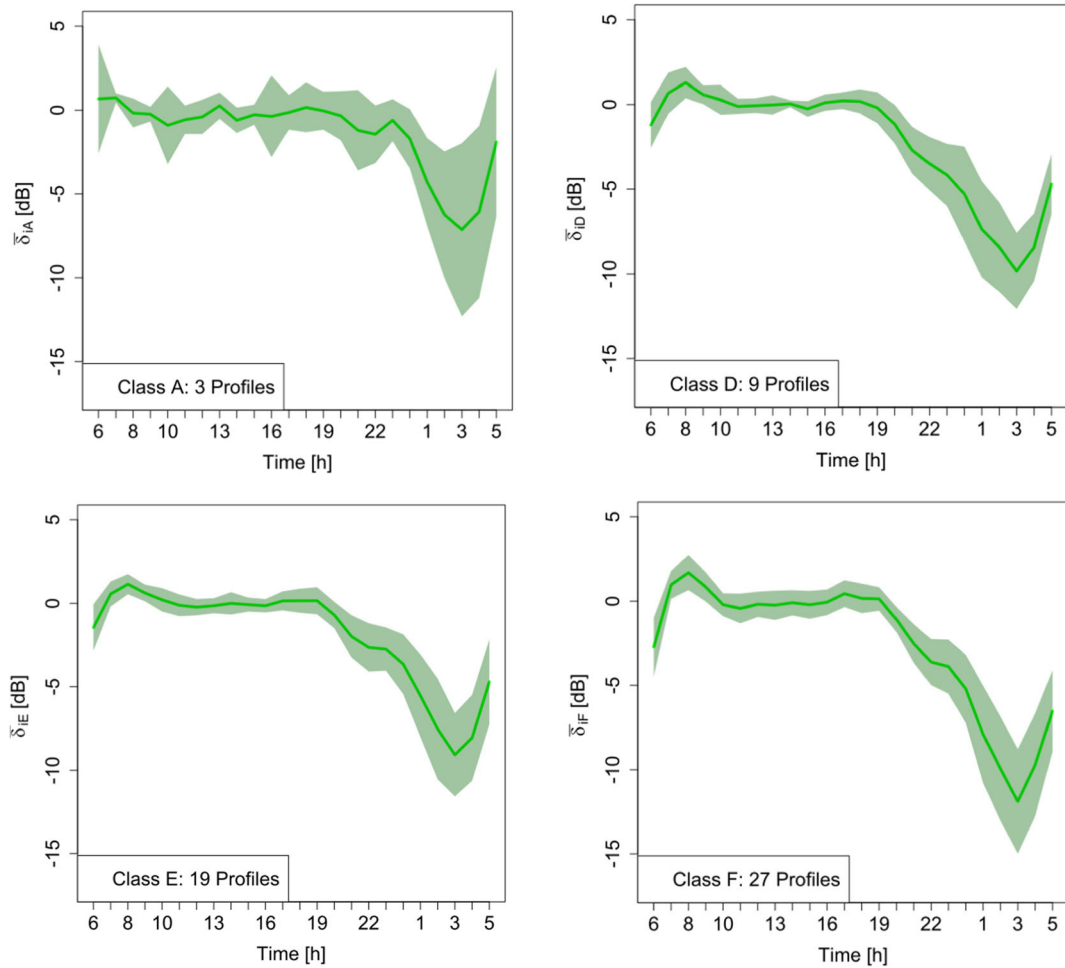 5
0
-5
-10
-15
δ̅iA [dB]
Class A: 3 Profiles
6 8 10 13 16 19 22 1 3 5
Time [h]
5
0
-5
-10
-15
δ̅iD [dB]
Class D: 9 Profiles
6 8 10 13 16 19 22 1 3 5
Time [h]
5
0
-5
-10
-15
δ̅iE [dB]
Class E: 19 Profiles
6 8 10 13 16 19 22 1 3 5
Time [h]
5
0
-5
-10
-15
δ̅iF [dB]
Class F: 27 Profiles
6 8 10 13 16 19 22 1 3 5
Time [h]